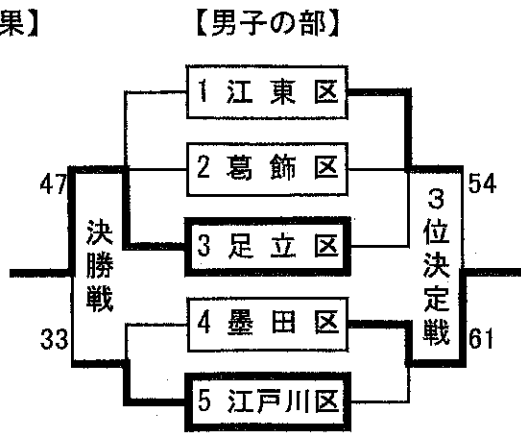 果】
【男子の部】
1 江東区
2 葛飾区
3 足立区
4 墨田区
5 江戸川区
47
33
決勝戦
54
61
3位決定戦